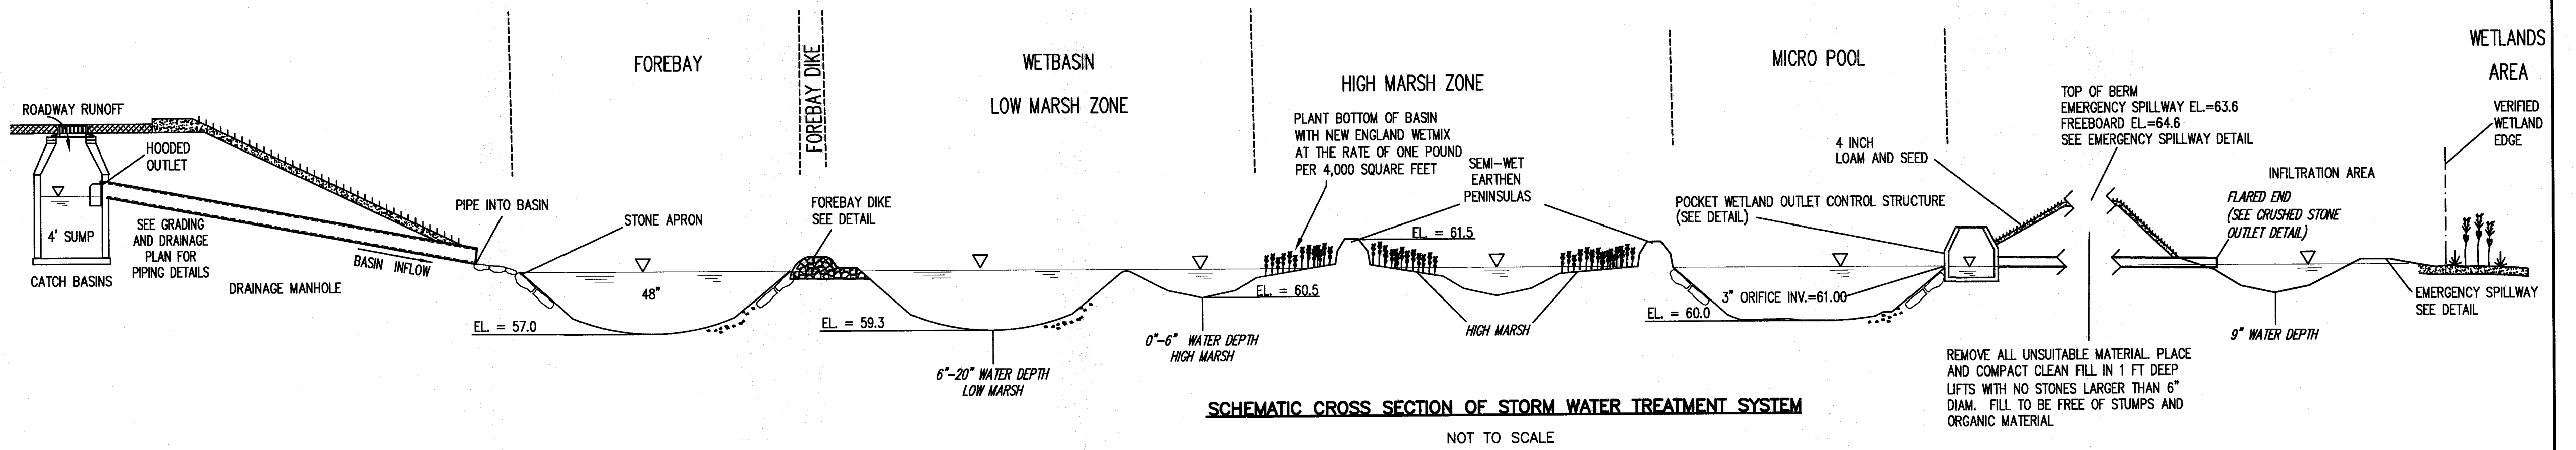 ROADWAY RUNOFF
HOODED
OUTLET
4' SUMP
CATCH BASINS
SEE GRADING
AND DRAINAGE
PLAN FOR
PIPING DETAILS
DRAINAGE MANHOLE
BASIN INFLOW
PIPE INTO BASIN
FOREBAY
STONE APRON
48"
EL. = 57.0
FOREBAY DIKE
FOREBAY DIKE
SEE DETAIL
WETBASIN
LOW MARSH ZONE
EL. = 59.3
6"-20" WATER DEPTH
LOW MARSH
0"-6" WATER DEPTH
HIGH MARSH
HIGH MARSH ZONE
PLANT BOTTOM OF BASIN
WITH NEW ENGLAND WETMIX
AT THE RATE OF ONE POUND
PER 4,000 SQUARE FEET
SEMI-WET
EARTHEN
PENINSULAS
EL. = 61.5
EL. = 60.5
HIGH MARSH
MICRO POOL
POCKET WETLAND OUTLET CONTROL STRUCTURE
(SEE DETAIL)
3" ORIFICE INV.=61.00
EL. = 60.0
4 INCH
LOAM AND SEED
TOP OF BERM
EMERGENCY SPILLWAY EL.=63.6
FREEBOARD EL.=64.6
SEE EMERGENCY SPILLWAY DETAIL
REMOVE ALL UNSUITABLE MATERIAL. PLACE
AND COMPACT CLEAN FILL IN 1 FT DEEP
LIFTS WITH NO STONES LARGER THAN 6"
DIAM. FILL TO BE FREE OF STUMPS AND
ORGANIC MATERIAL
INFILTRATION AREA
FLARED END
(SEE CRUSHED STONE
OUTLET DETAIL)
9" WATER DEPTH
WETLANDS
AREA
VERIFIED
WETLAND
EDGE
EMERGENCY SPILLWAY
SEE DETAIL
SCHEMATIC CROSS SECTION OF STORM WATER TREATMENT SYSTEM
NOT TO SCALE